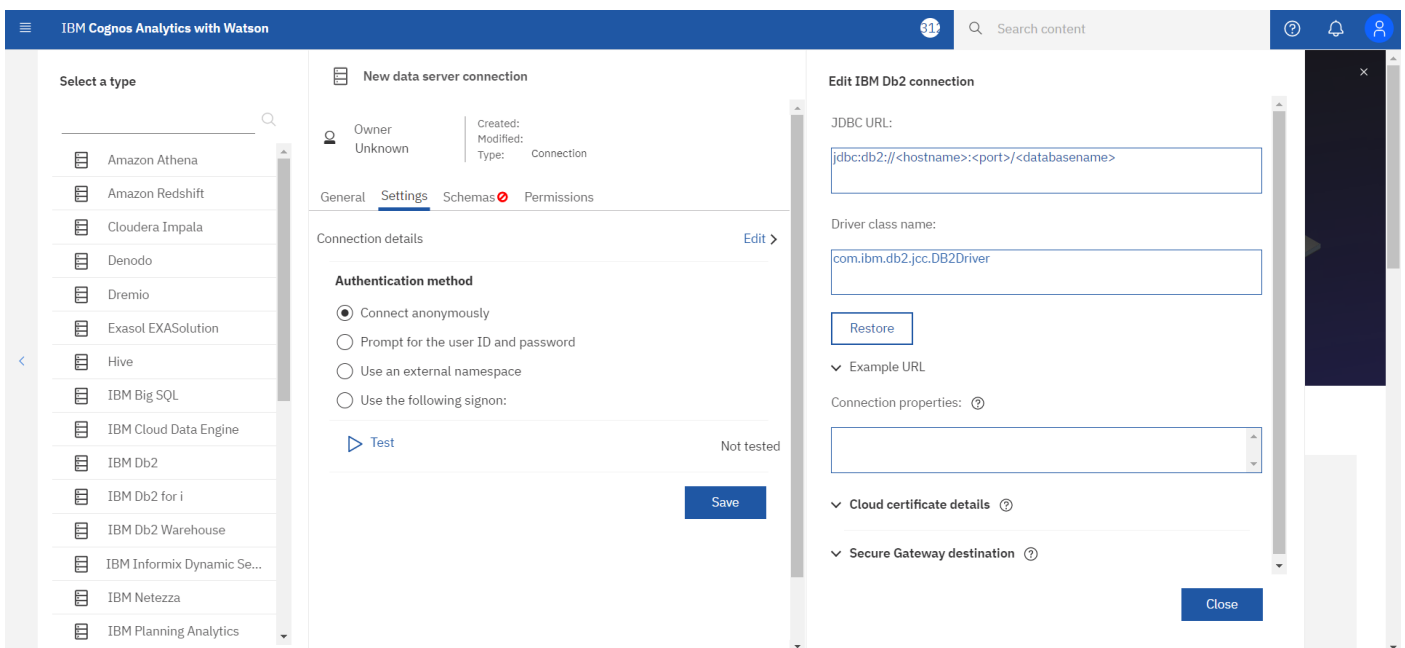 IBM Cognos Analytics with Watson
312
Search content
Select a type
Amazon Athena
Amazon Redshift
Cloudera Impala
Denodo
Dremio
Exasol EXASolution
Hive
IBM Big SQL
IBM Cloud Data Engine
IBM Db2
IBM Db2 for i
IBM Db2 Warehouse
IBM Informix Dynamic Se...
IBM Netezza
IBM Planning Analytics
New data server connection
Owner
Unknown
Created:
Modified:
Type: Connection
General Settings Schemas Permissions
Connection details Edit
Authentication method
Connect anonymously
Prompt for the user ID and password
Use an external namespace
Use the following signon:
Test
Not tested
Save
Edit IBM Db2 connection
JDBC URL:
jdbc:db2://<hostname>:<port>/<databasename>
Driver class name:
com.ibm.db2.jcc.DB2Driver
Restore
Example URL
Connection properties:
Cloud certificate details
Secure Gateway destination
Close